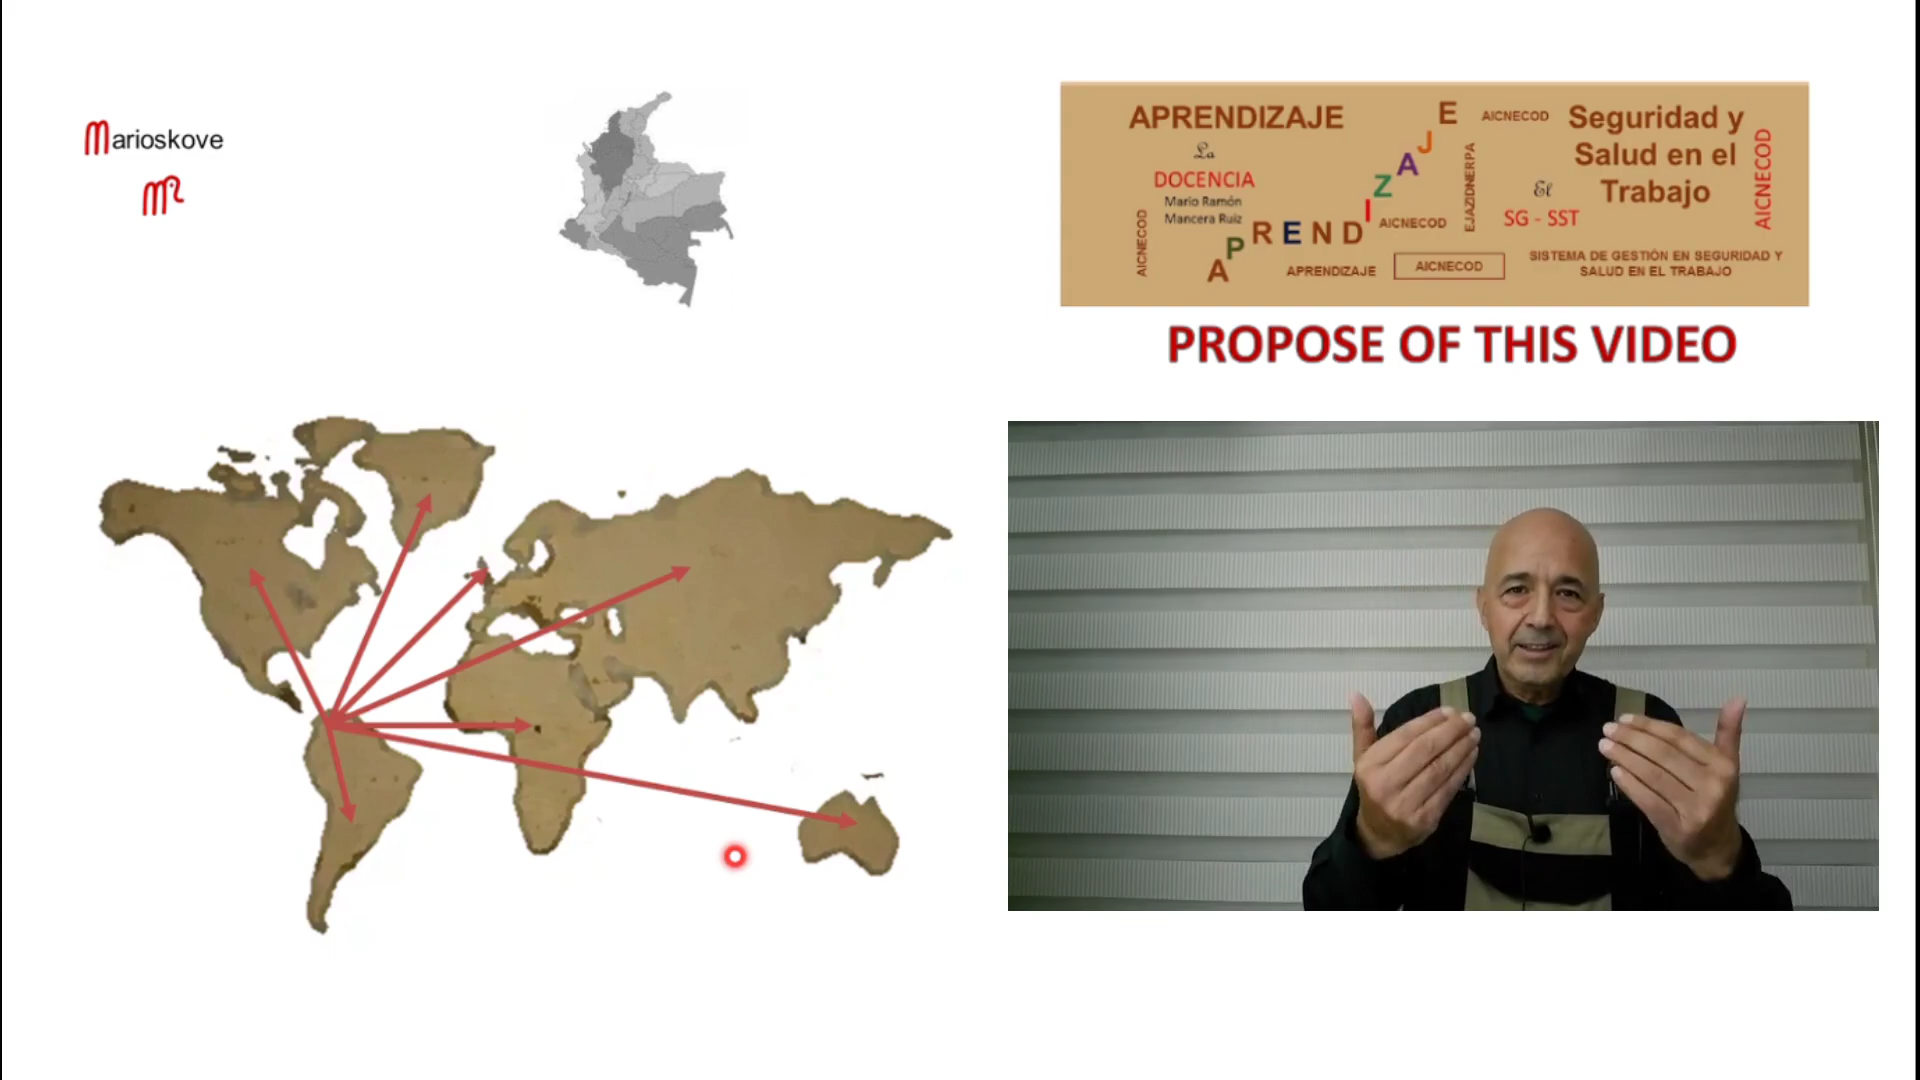 Marioskove
APRENDIZAJE
La
DOCENCIA
Mario Ramón
Mancera Ruiz
AICNECOD
APRENDIZAJE
APRENDIZAJE
AICNECOD
AICNECOD
AICNECOD
EJAZIDNERPA
El
SG - SST
Seguridad y
Salud en el
Trabajo
AICNECOD
SISTEMA DE GESTIÓN EN SEGURIDAD Y
SALUD EN EL TRABAJO
PROPOSE OF THIS VIDEO